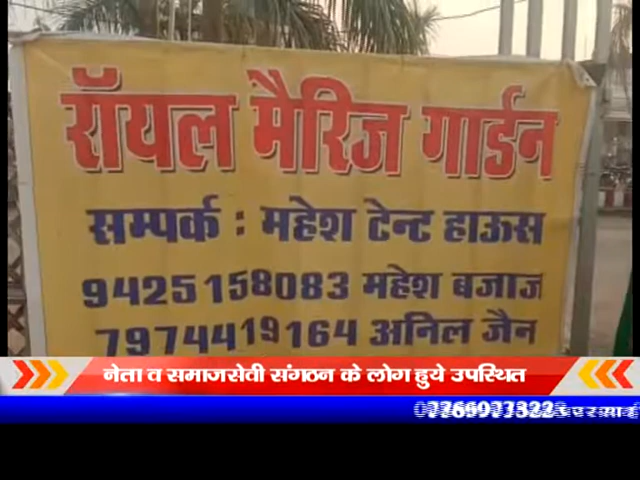 रॉयल मैरिज गार्डन
सम्पर्क : महेश टेन्ट हाऊस
9425158083 महेश बजाज
7974419164 अनिल जैन
नेता व समाजसेवी संगठन के लोग हुये उपस्थित